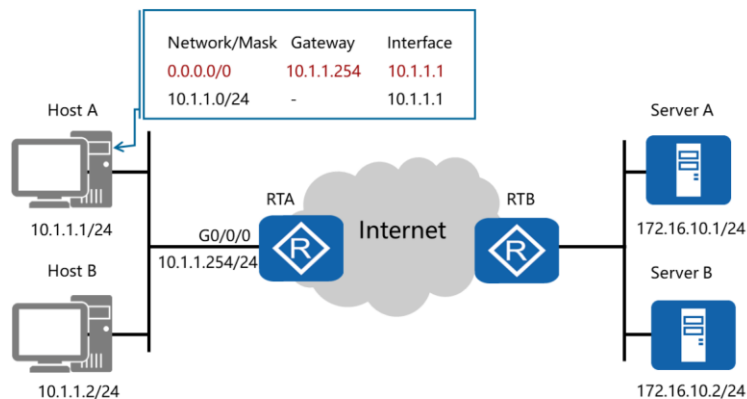 Network/Mask Gateway Interface
0.0.0.0/0 10.1.1.254 10.1.1.1
10.1.1.0/24 - 10.1.1.1
Host A
Server A
RTA
RTB
R
R
Internet
10.1.1.1/24
G0/0/0
172.16.10.1/24
10.1.1.254/24
Host B
Server B
10.1.1.2/24
172.16.10.2/24